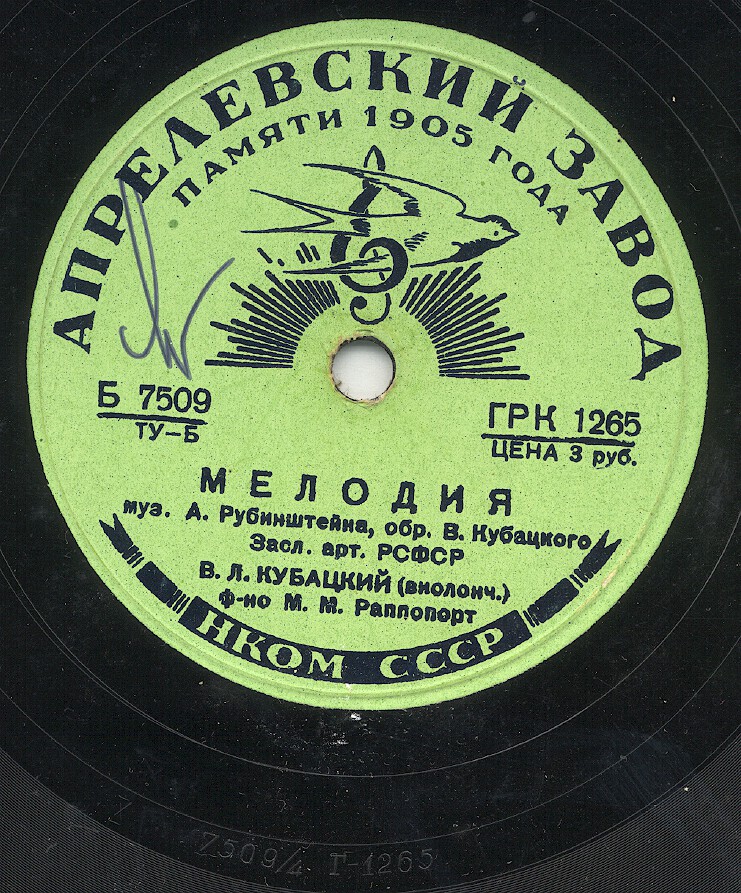 АПРЕЛЕВСКИЙ ЗАВОД
ПАМЯТИ 1905 ГОДА
Б 7509
ТУ-Б
ГРК 1265
ЦЕНА 3 руб.
МЕЛОДИЯ
муз. А. Рубинштейна, обр. В. Кубацкого
Засл. арт. РСФСР
В. Л. КУБАЦКИЙ (виолонч.)
ф-но М. М. Раппопорт
НКОМ СССР
7509/4 Г-1265